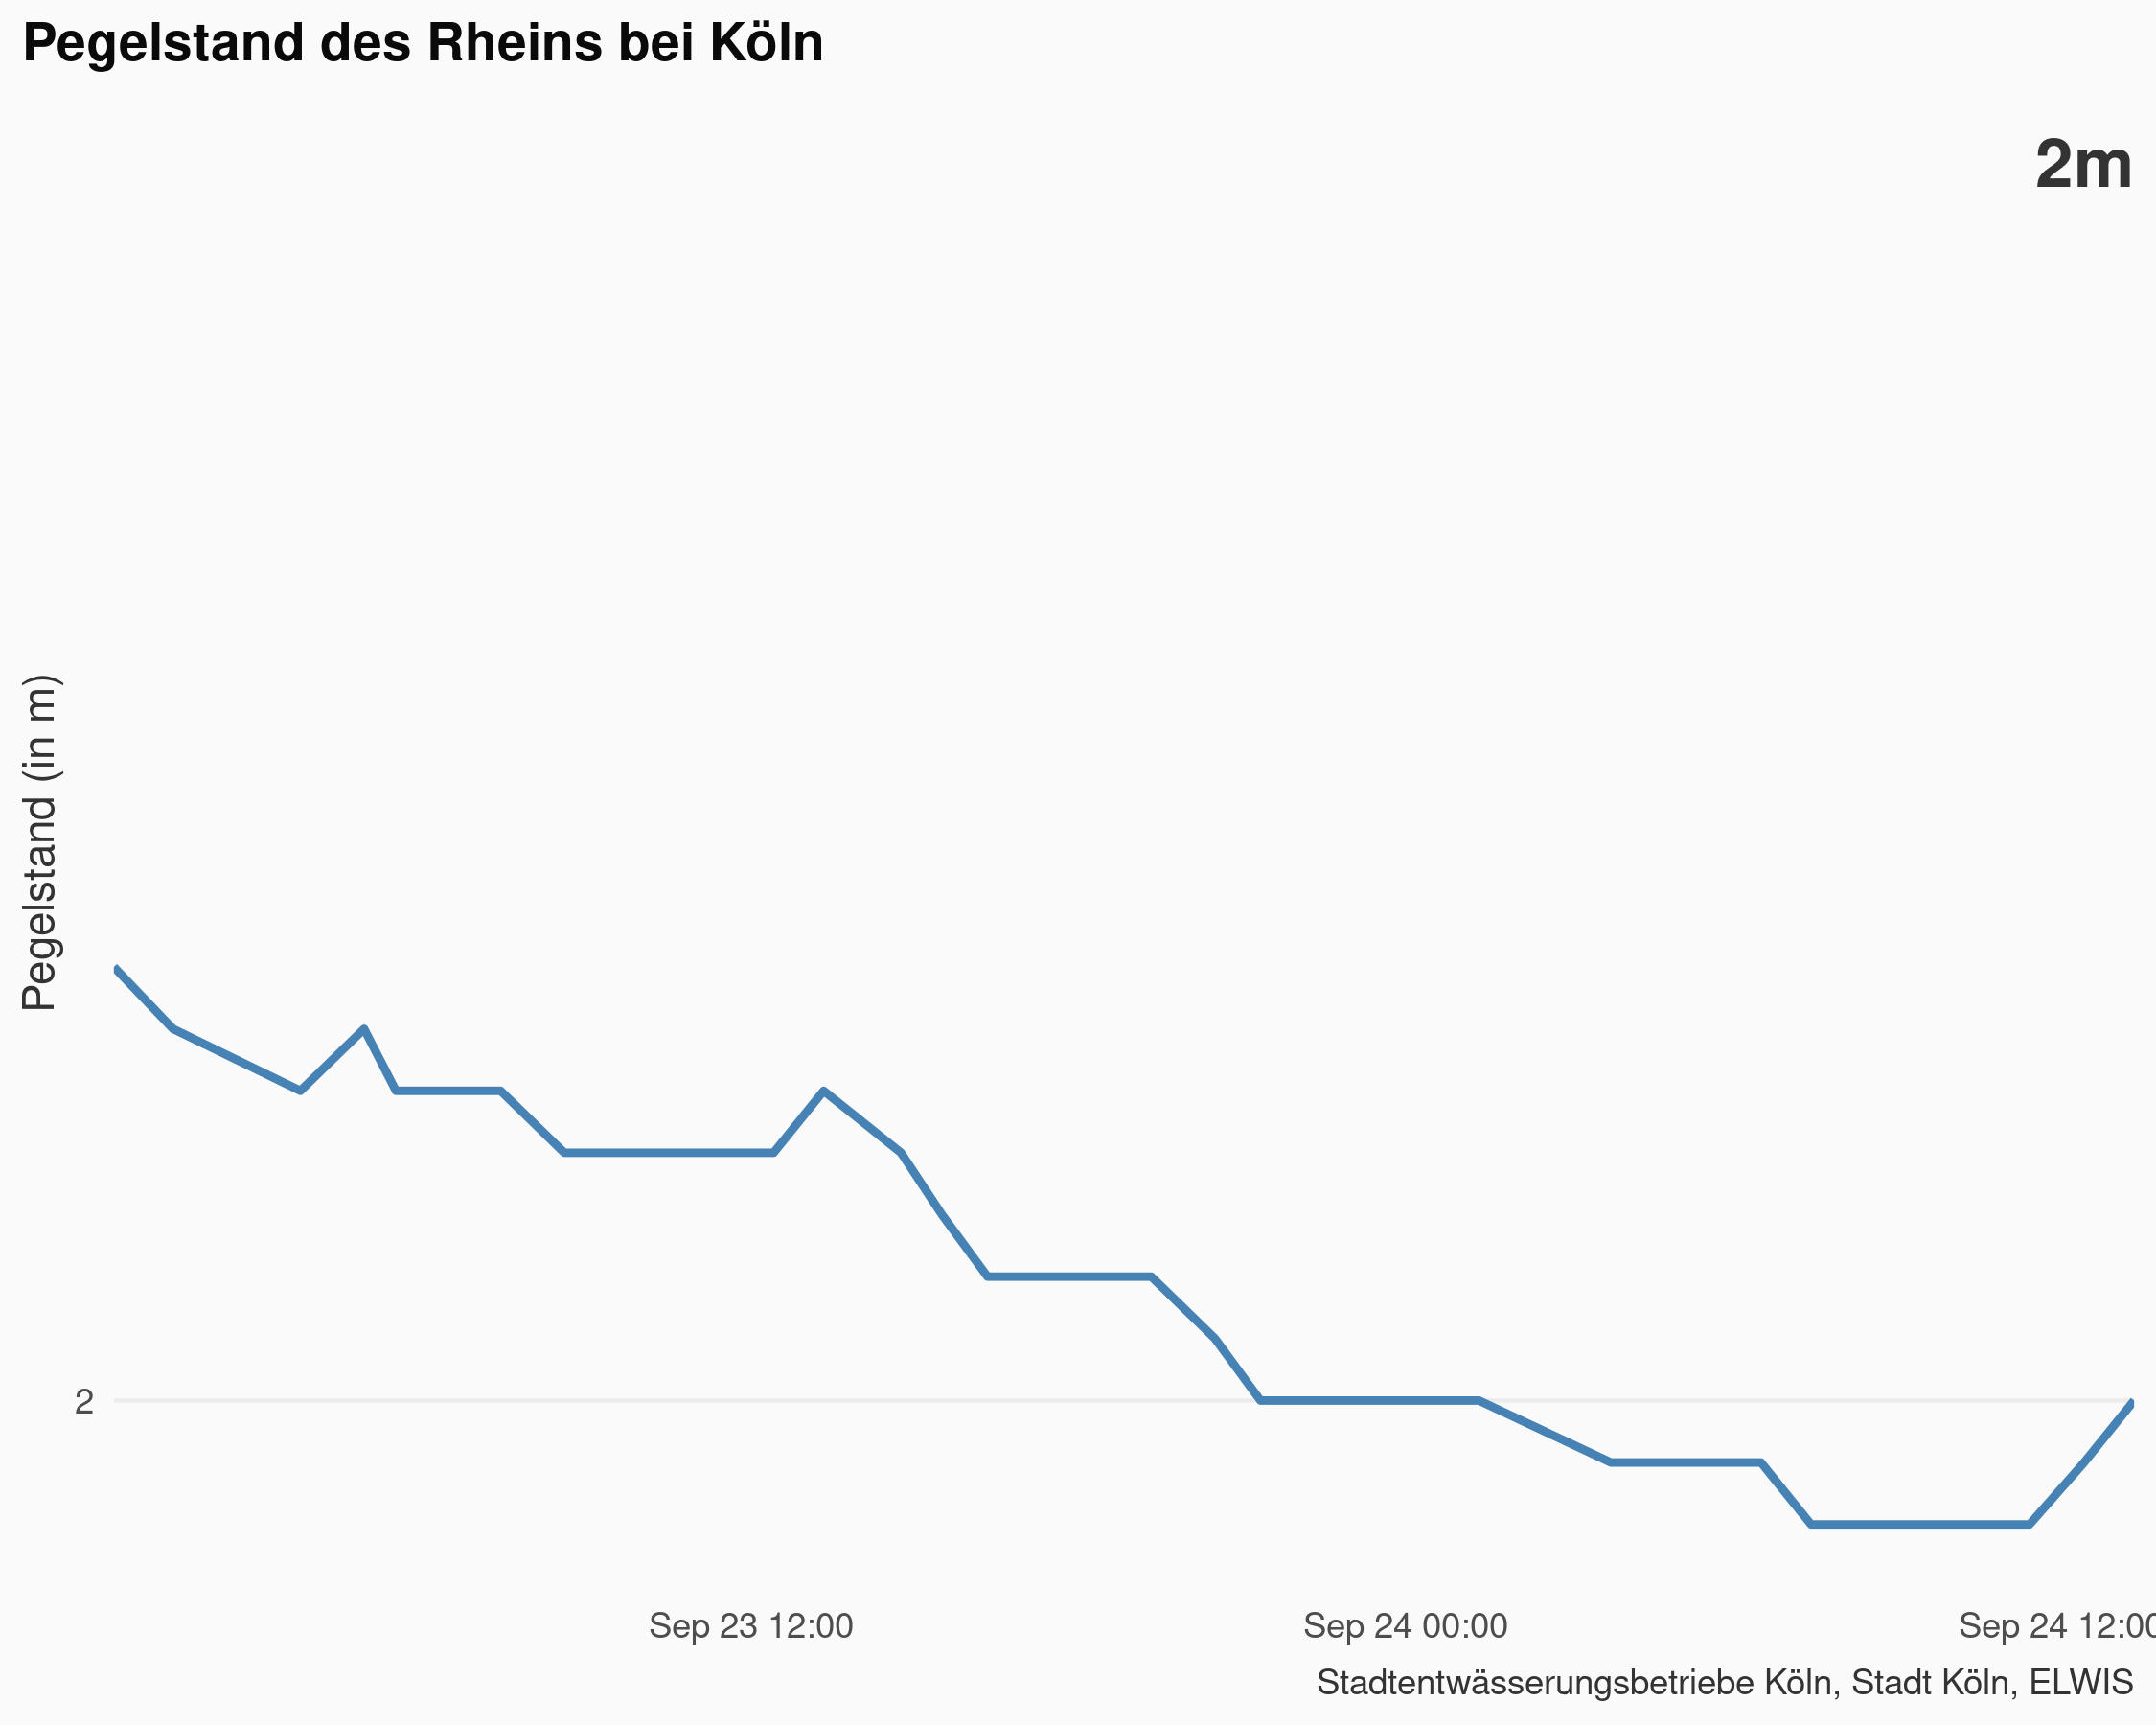 Pegelstand des Rheins bei Köln
2m
Pegelstand (in m)
2
Sep 23 12:00
Sep 24 00:00
Sep 24 12:00
Stadtentwässerungsbetriebe Köln, Stadt Köln, ELWIS